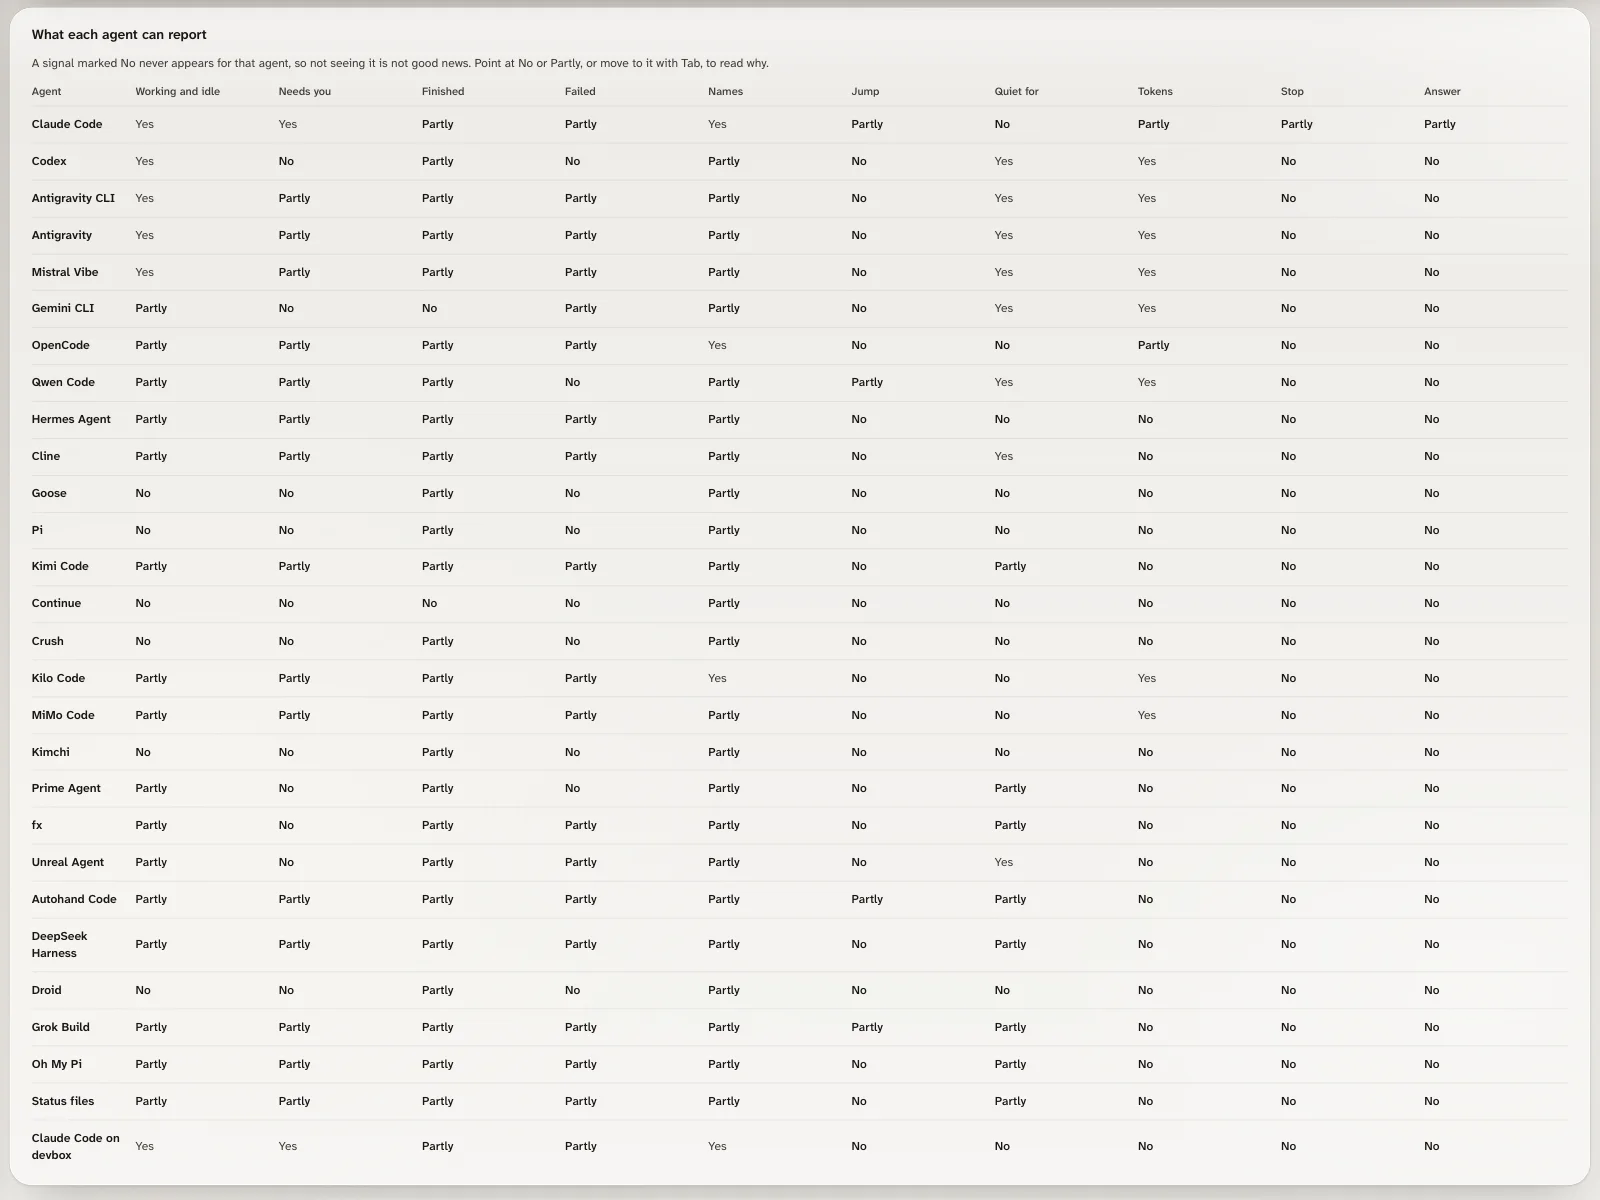 What each agent can report
A signal marked No never appears for that agent, so not seeing it is not good news. Point at No or Partly, or move to it with Tab, to read why.
Agent Working and idle Needs you Finished Failed Names Jump Quiet for Tokens Stop Answer
Claude Code Yes Yes Partly Partly Yes Partly No Partly Partly Partly
Codex Yes No Partly No Partly No Yes Yes No No
Antigravity CLI Yes Partly Partly Partly Partly No Yes Yes No No
Antigravity Yes Partly Partly Partly Partly No Yes Yes No No
Mistral Vibe Yes Partly Partly Partly Partly No Yes Yes No No
Gemini CLI Partly No No Partly Partly No Yes Yes No No
OpenCode Partly Partly Partly Partly Yes No No Partly No No
Qwen Code Partly Partly Partly No Partly Partly Yes Yes No No
Hermes Agent Partly Partly Partly Partly Partly No No No No No
Cline Partly Partly Partly Partly Partly No Yes No No No
Goose No No Partly No Partly No No No No No
Pi No No Partly No Partly No No No No No
Kimi Code Partly Partly Partly Partly Partly No Partly No No No
Continue No No No No Partly No No No No No
Crush No No Partly No Partly No No No No No
Kilo Code Partly Partly Partly Partly Yes No No Yes No No
MiMo Code Partly Partly Partly Partly Partly No No Yes No No
Kimchi No No Partly No Partly No No No No No
Prime Agent Partly No Partly No Partly No Partly No No No
fx Partly No Partly Partly Partly No Partly No No No
Unreal Agent Partly No Partly Partly Partly No Yes No No No
Autohand Code Partly Partly Partly Partly Partly Partly Partly No No No
DeepSeek
Harness Partly Partly Partly Partly Partly No Partly No No No
Droid No No Partly No Partly No No No No No
Grok Build Partly Partly Partly Partly Partly Partly Partly No No No
Oh My Pi Partly Partly Partly Partly Partly No Partly No No No
Status files Partly Partly Partly Partly Partly No Partly No No No
Claude Code on
devbox Yes Yes Partly Partly Yes No No No No No